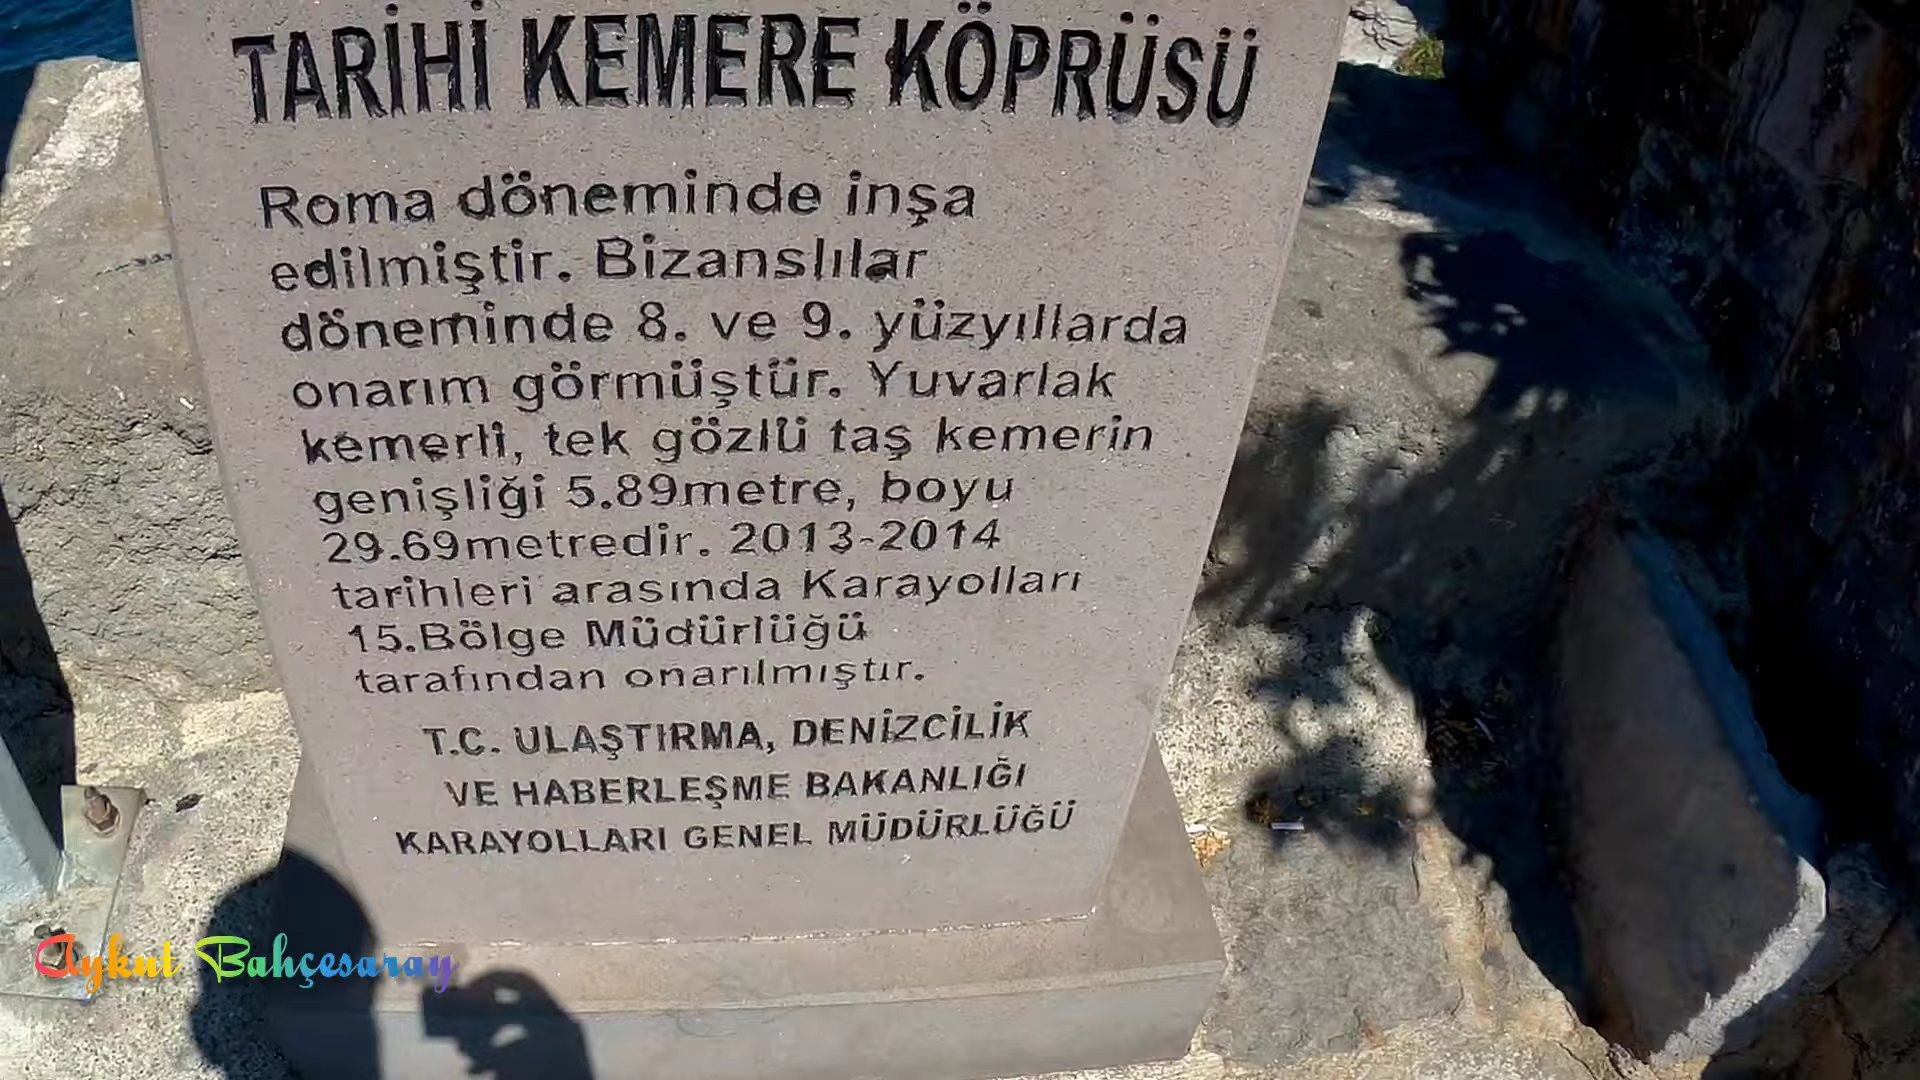 TARİHİ KEMERE KÖPRÜSÜ
Roma döneminde inşa
edilmiştir. Bizanslılar
döneminde 8. ve 9. yüzyıllarda
onarım görmüştür. Yuvarlak
kemerli, tek gözlü taş kemerin
genişliği 5.89metre, boyu
29.69metredir. 2013-2014
tarihleri arasında Karayolları
15.Bölge Müdürlüğü
tarafından onarılmıştır.
T.C. ULAŞTIRMA, DENİZCİLİK
VE HABERLEŞME BAKANLIĞI
KARAYOLLARI GENEL MÜDÜRLÜĞÜ
Aykut Bahçesaray